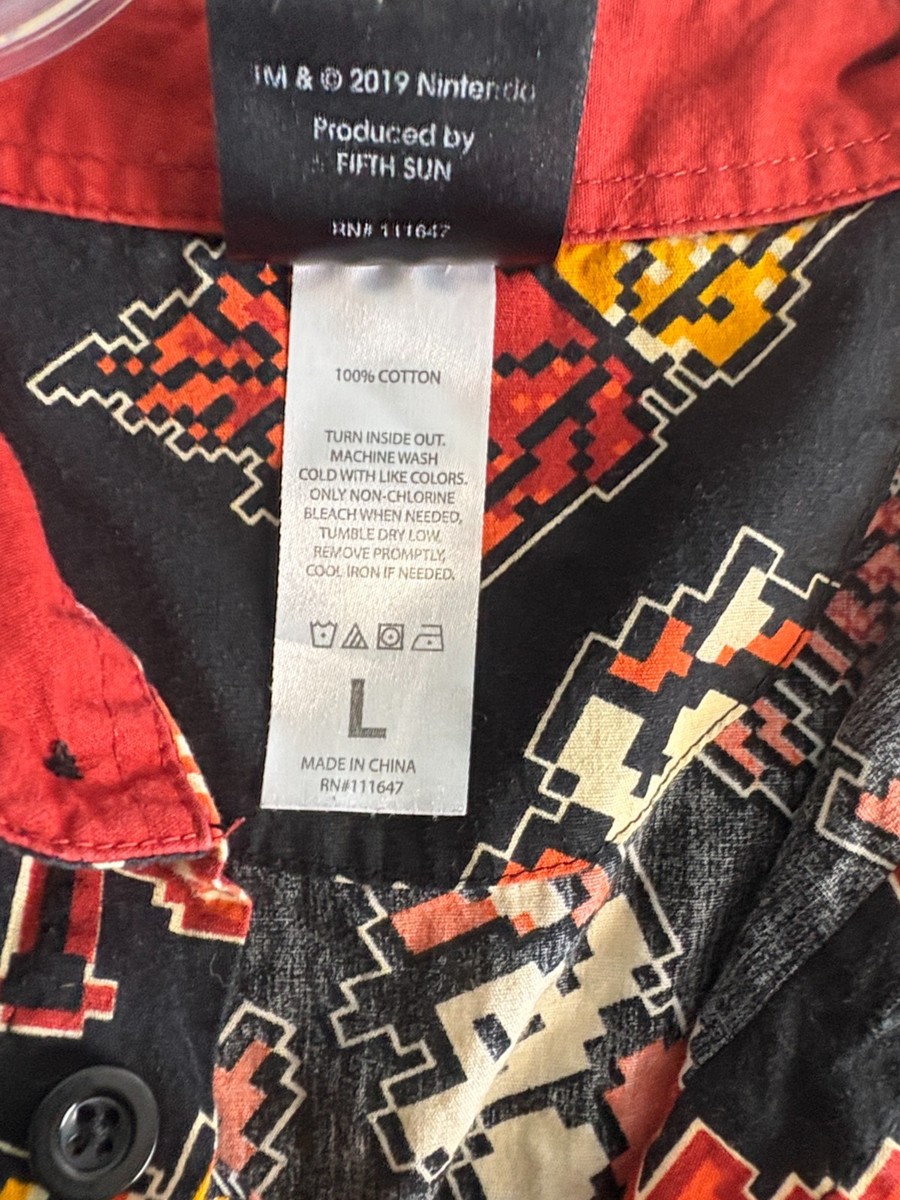 TM & © 2019 Nintendo
Produced by
FIFTH SUN
RN# 111647
100% COTTON
TURN INSIDE OUT.
MACHINE WASH
COLD WITH LIKE COLORS.
ONLY NON-CHLORINE
BLEACH WHEN NEEDED,
TUMBLE DRY LOW,
REMOVE PROMPTLY,
COOL IRON IF NEEDED.
L
MADE IN CHINA
RN#111647